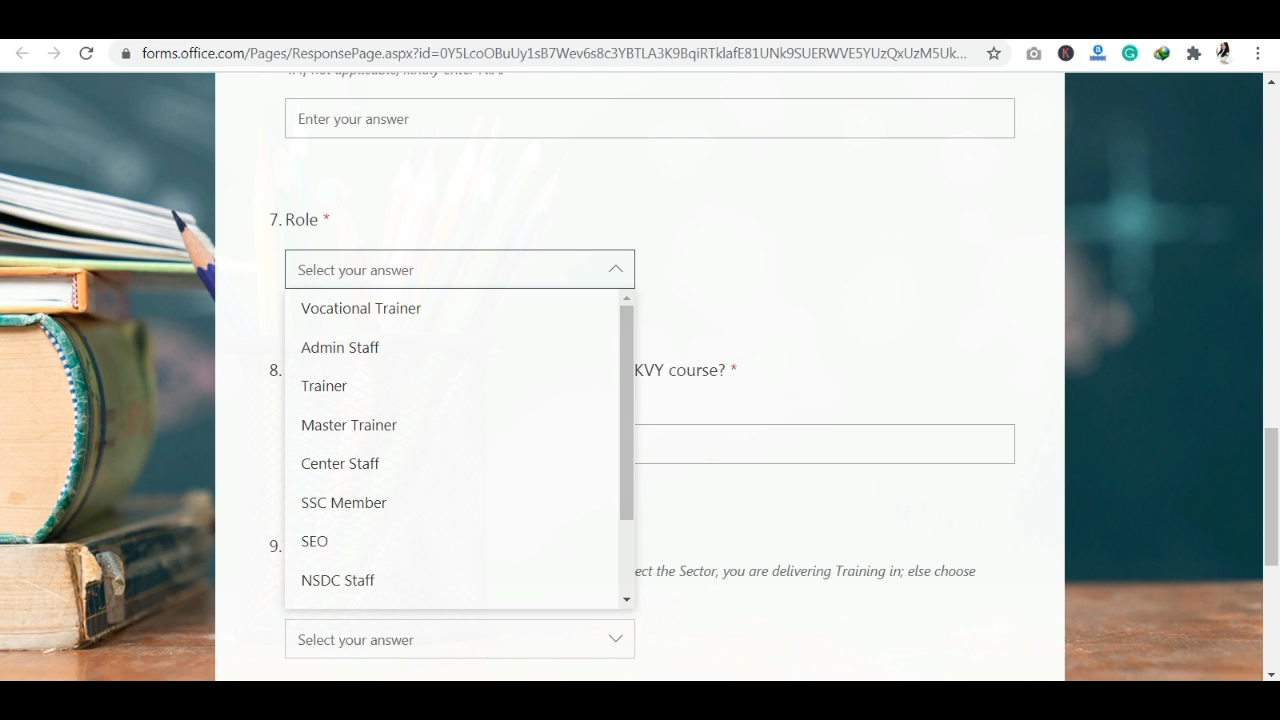 forms.office.com/Pages/ResponsePage.aspx?id=0Y5LcoOBuUy1sB7Wev6s8c3YBTLA3K9BqiRTklafE81UNk9SUERWVE5YUzQxUzM5Uk...
Enter your answer
7. Role *
Select your answer
Vocational Trainer
Admin Staff
Trainer
8. KVY course? *
Master Trainer
Center Staff
SSC Member
SEO
9.
ect the Sector, you are delivering Training in; else choose
NSDC Staff
Select your answer